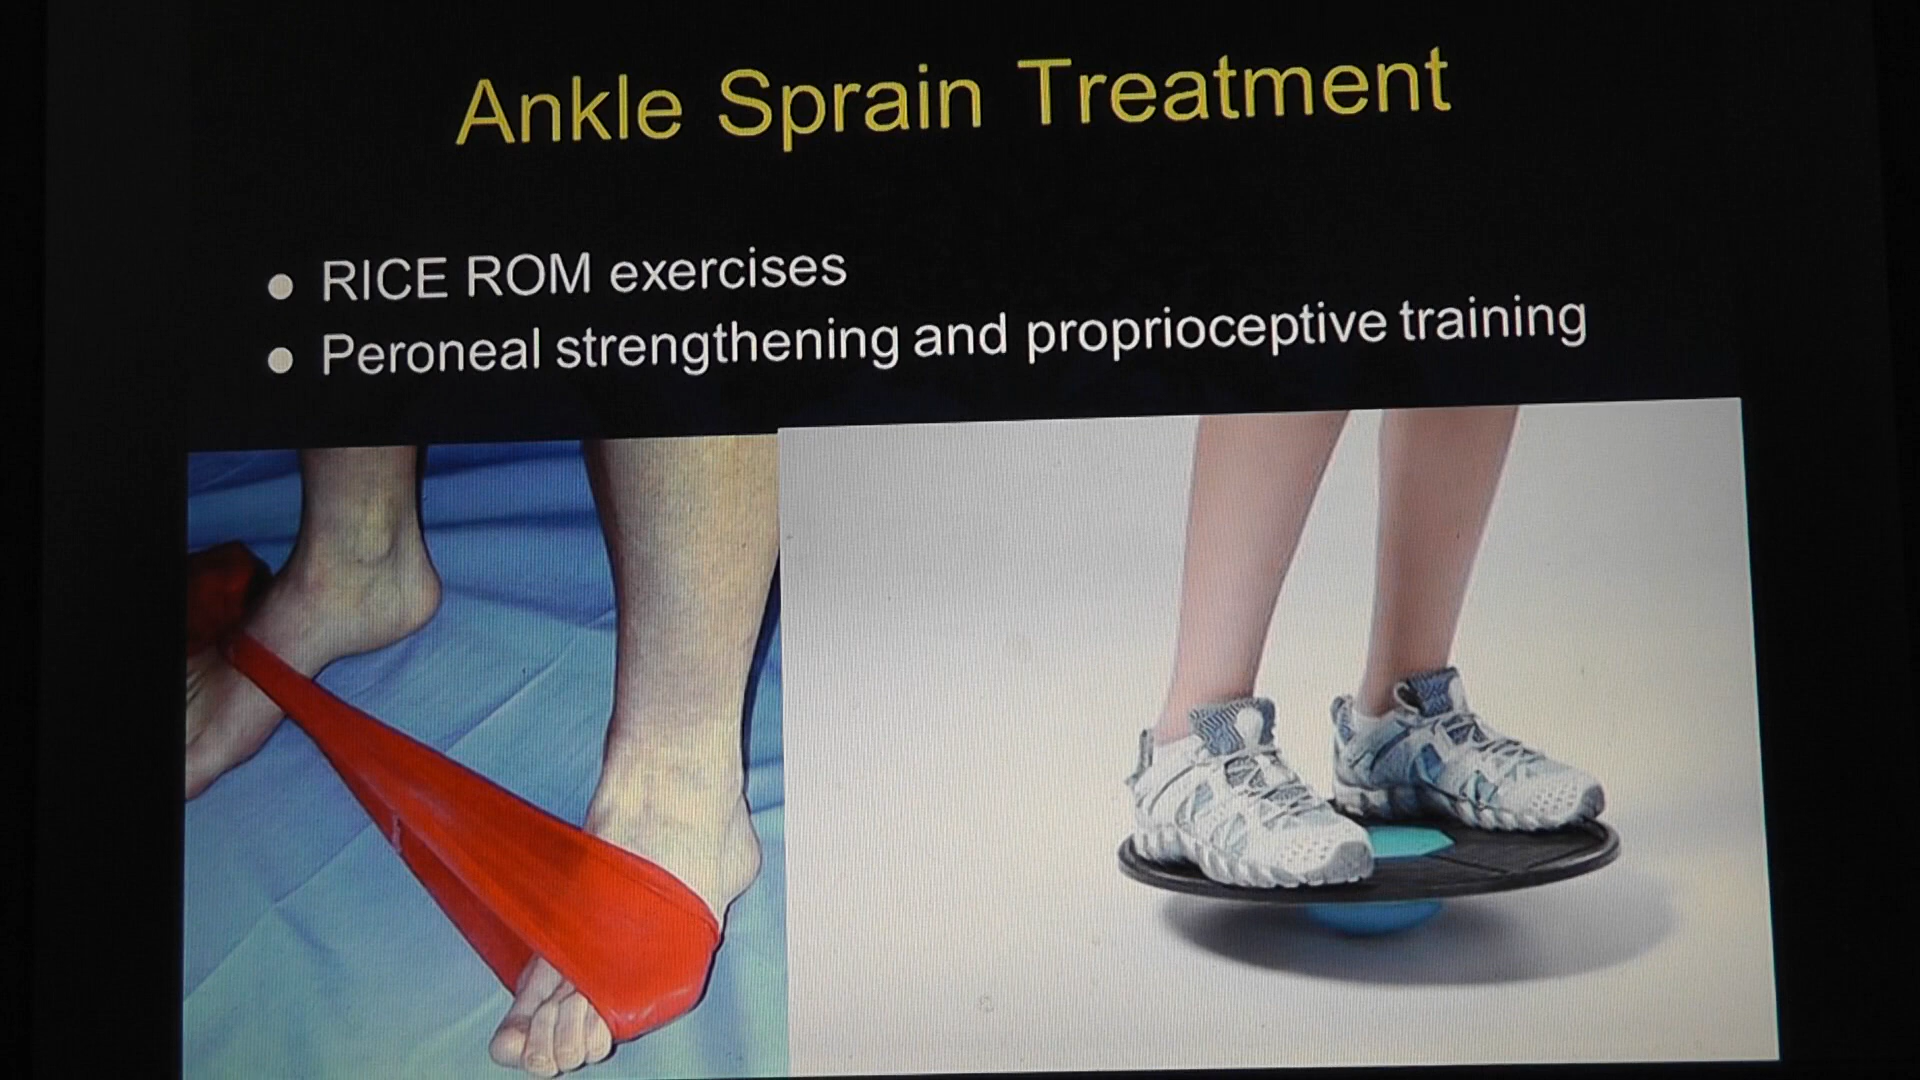 Ankle Sprain Treatment
RICE ROM exercises
Peroneal strengthening and proprioceptive training